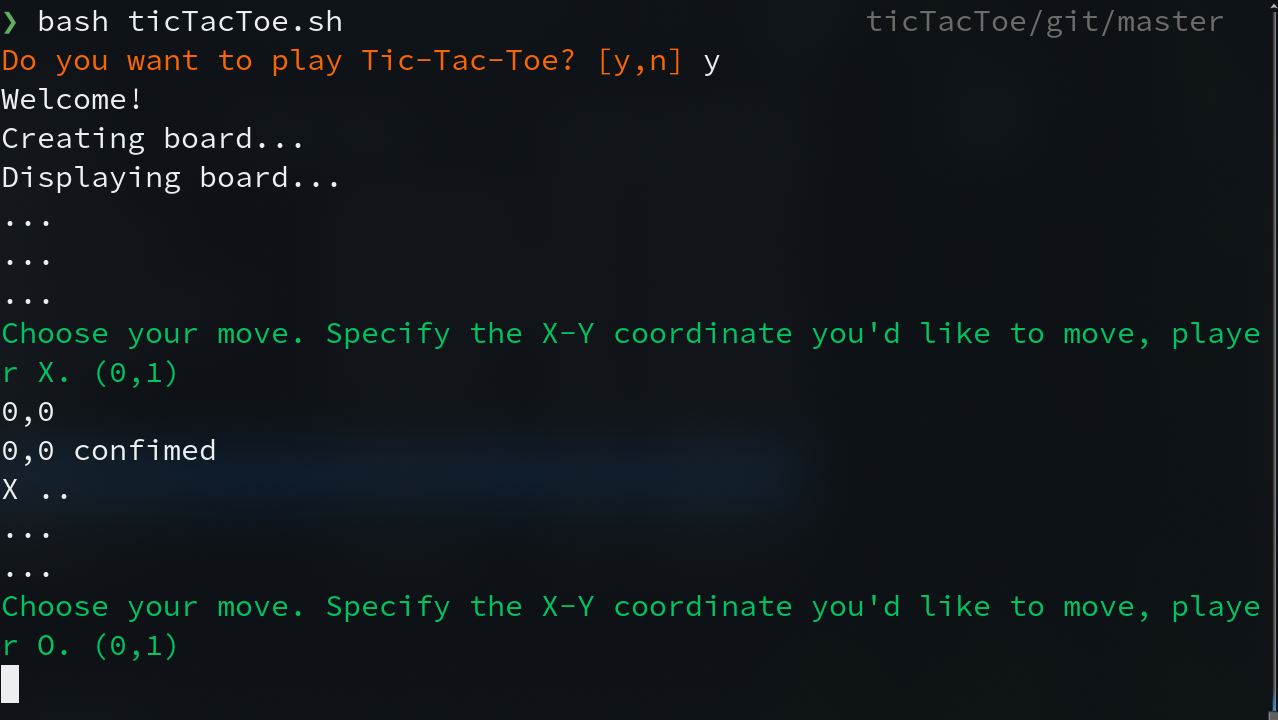 ❯ bash ticTacToe.sh ticTacToe/git/master
Do you want to play Tic-Tac-Toe? [y,n] y
Welcome!
Creating board...
Displaying board...
...
...
...
Choose your move. Specify the X-Y coordinate you'd like to move, playe
r X. (0,1)
0,0
0,0 confimed
X ..
...
...
Choose your move. Specify the X-Y coordinate you'd like to move, playe
r O. (0,1)